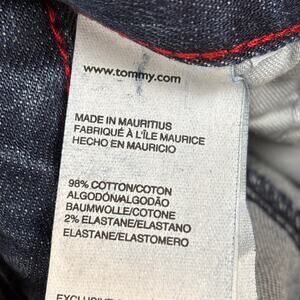 www.tommy.com
MADE IN MAURITIUS
FABRIQUÉ À L'ÎLE MAURICE
HECHO EN MAURICIO
98% COTTON/COTON
ALGODÓN/ALGODÃO
BAUMWOLLE/COTONE
2% ELASTANE/ELASTANO
ELASTANE/ELASTOMERO